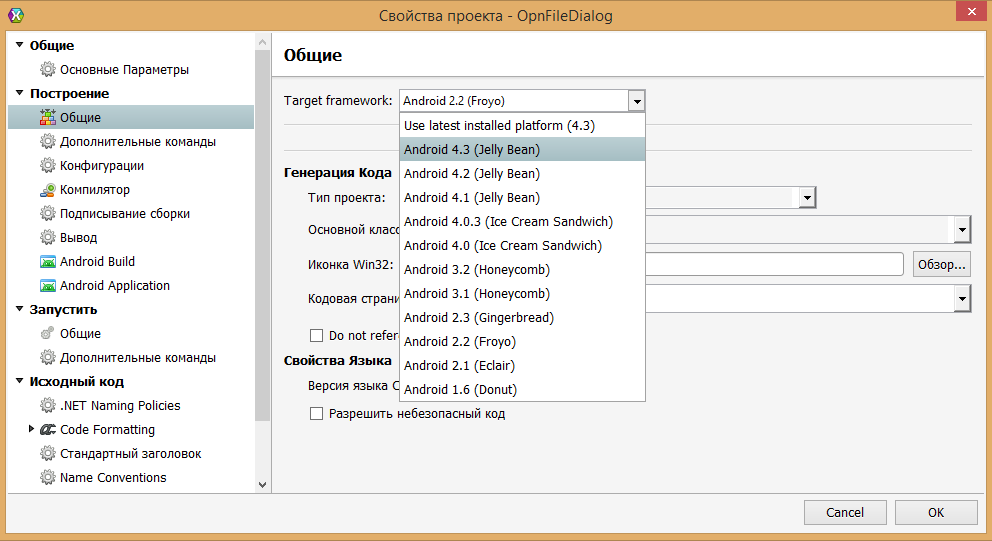 Свойства проекта - OpnFileDialog
Общие
Основные Параметры
Построение
Общие
Дополнительные команды
Конфигурации
Компилятор
Подписывание сборки
Вывод
Android Build
Android Application
Запустить
Общие
Дополнительные команды
Исходный код
.NET Naming Policies
Code Formatting
Стандартный заголовок
Name Conventions
Общие
Target framework: Android 2.2 (Froyo)
Use latest installed platform (4.3)
Android 4.3 (Jelly Bean)
Android 4.2 (Jelly Bean)
Android 4.1 (Jelly Bean)
Android 4.0.3 (Ice Cream Sandwich)
Android 4.0 (Ice Cream Sandwich)
Android 3.2 (Honeycomb)
Android 3.1 (Honeycomb)
Android 2.3 (Gingerbread)
Android 2.2 (Froyo)
Android 2.1 (Eclair)
Android 1.6 (Donut)
Генерация Кода
Тип проекта:
Основной класс
Иконка Win32:
Обзор...
Кодовая страни
Do not refer
Свойства Языка
Версия языка C
Разрешить небезопасный код
Cancel
OK